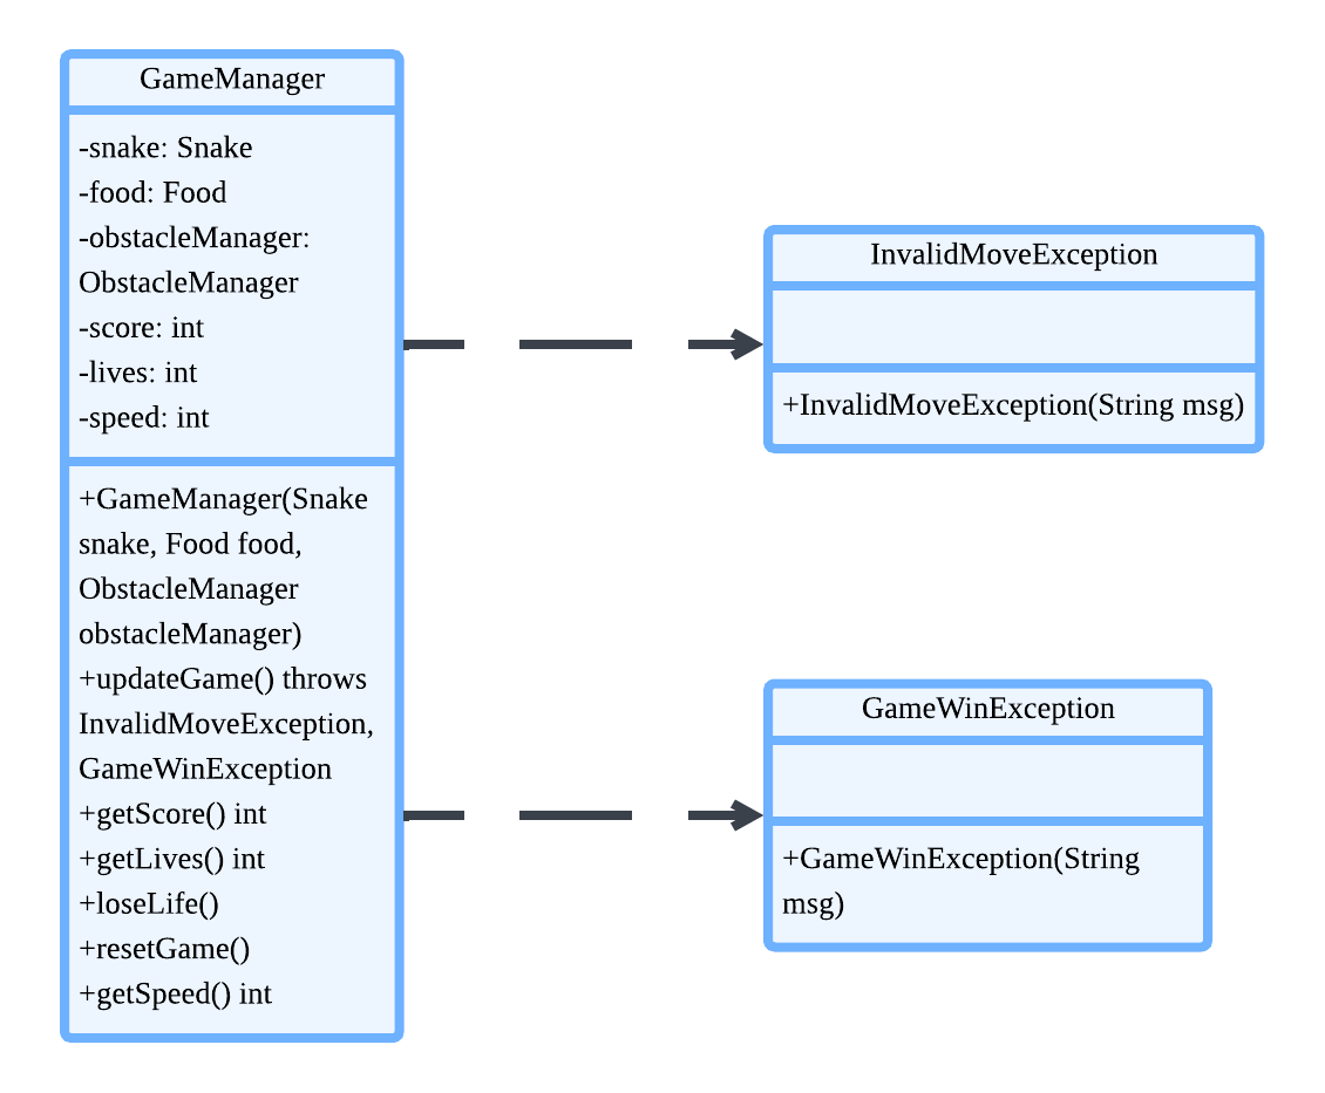 GameManager
-snake: Snake
-food: Food
-obstacleManager:
ObstacleManager
-score: int
-lives: int
-speed: int
+GameManager(Snake
snake, Food food,
ObstacleManager
obstacleManager)
+updateGame() throws
InvalidMoveException,
GameWinException
+getScore() int
+getLives() int
+loseLife()
+resetGame()
+getSpeed() int
InvalidMoveException
+InvalidMoveException(String msg)
GameWinException
+GameWinException(String
msg)